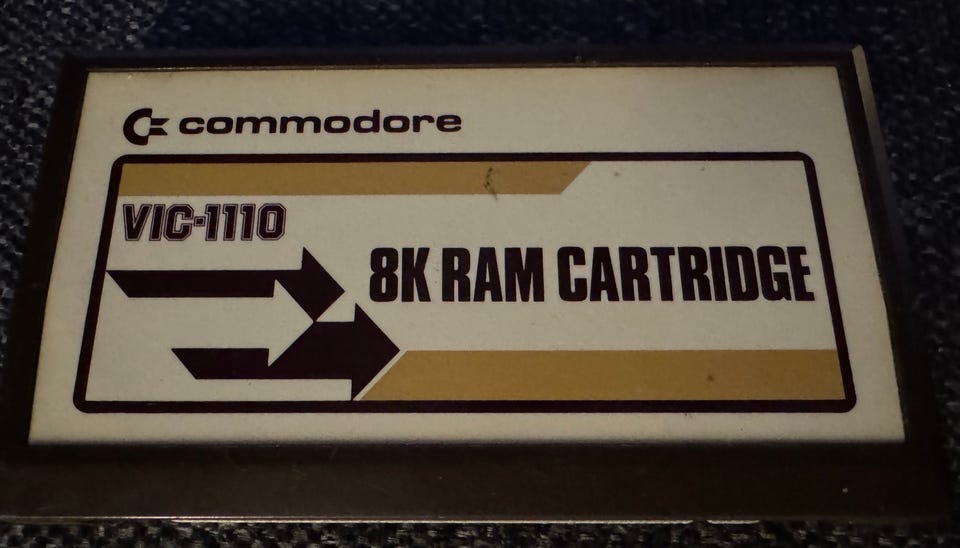 commodore
VIC-1110
8K RAM CARTRIDGE